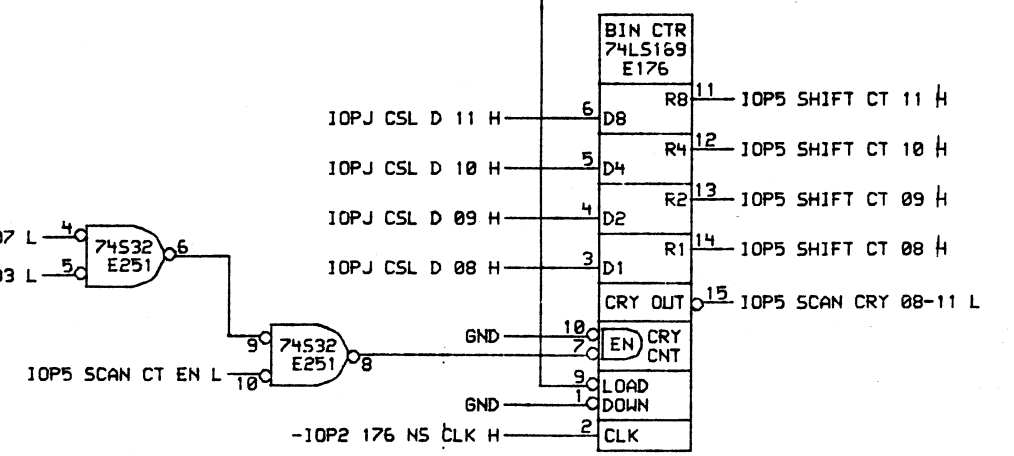 BIN CTR
74LS169
E176
R8 11 IOP5 SHIFT CT 11 H
IOPJ CSL D 11 H 6 D8
R4 12 IOP5 SHIFT CT 10 H
IOPJ CSL D 10 H 5 D4
R2 13 IOP5 SHIFT CT 09 H
IOPJ CSL D 09 H 4 D2
07 L 4 74S32 6
R1 14 IOP5 SHIFT CT 08 H
03 L 5 E251
IOPJ CSL D 08 H 3 D1
CRY OUT 15 IOP5 SCAN CRY 08-11 L
GND 10 EN CRY
9 74S32
7 CNT
E251 8
IOP5 SCAN CT EN L 10
9 LOAD
GND 1 DOWN
-IOP2 176 NS CLK H 2 CLK